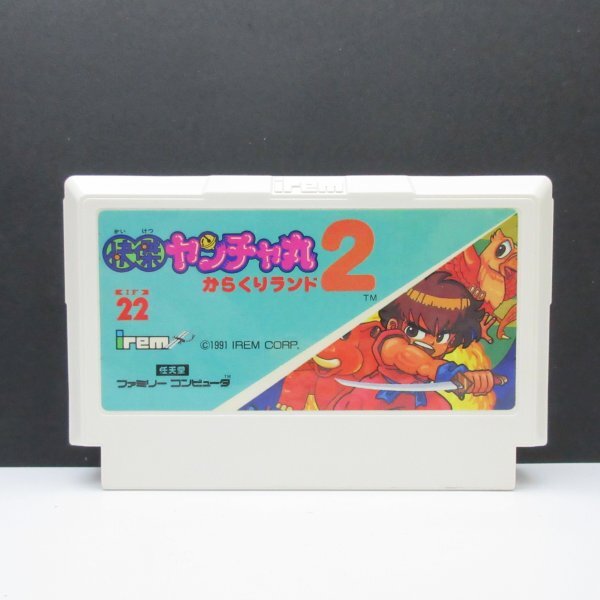 irem
かい けつ
快傑ヤンチャ丸2
からくりランド
TM
IF
22
irem
©1991 IREM CORP.
任天堂
ファミリー コンピュータ™